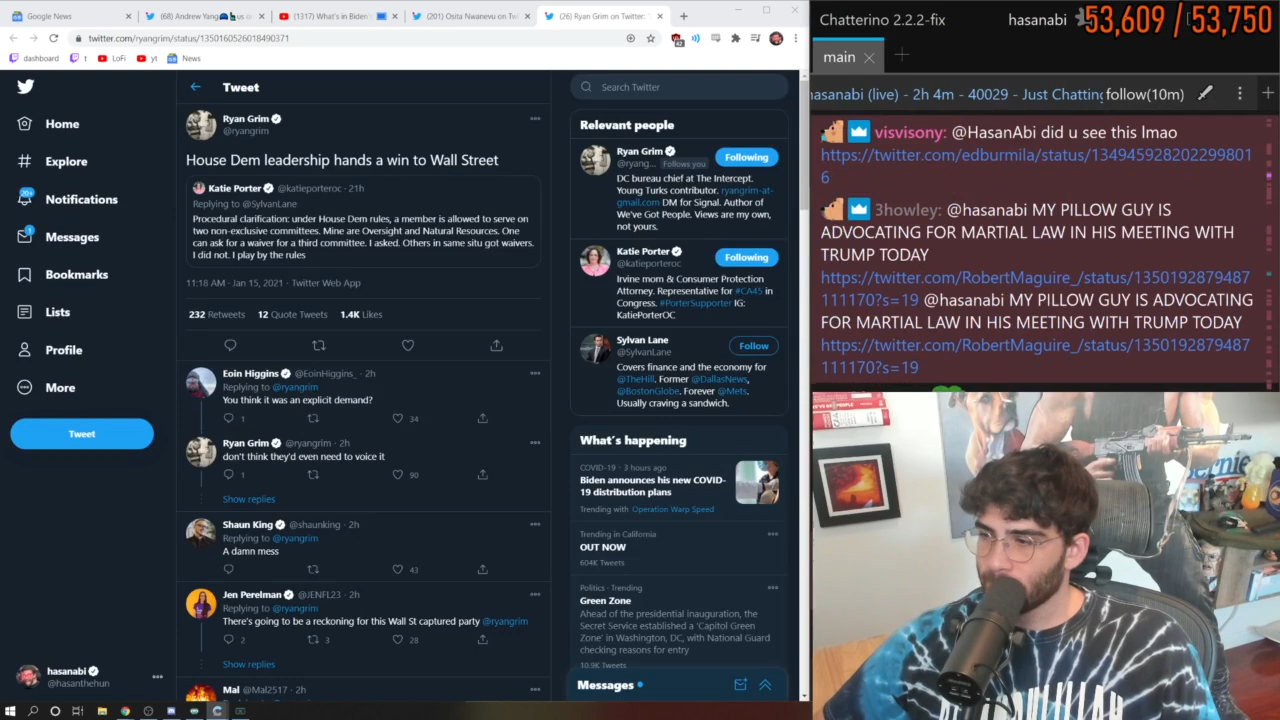 Google News
(68) Andrew Yang
us on
(1317) What's in Biden'
(201) Osita Nwanevu on Tw
(26) Ryan Grim on Twitter: "
twitter.com/ryangrim/status/1350160526018490371
42
dashboard
t
LoFi
yt
News
Tweet
Search Twitter
Home
Explore
20+
Notifications
1
Messages
Bookmarks
Lists
Profile
More
Tweet
hasanabi
@hasanthehun
Ryan Grim
@ryangrim
House Dem leadership hands a win to Wall Street
Katie Porter @katieporteroc · 21h
Replying to @SylvanLane
Procedural clarification: under House Dem rules, a member is allowed to serve on
two non-exclusive committees. Mine are Oversight and Natural Resources. One
can ask for a waiver for a third committee. I asked. Others in same situ got waivers.
I did not. I play by the rules
11:18 AM · Jan 15, 2021 · Twitter Web App
232 Retweets 12 Quote Tweets 1.4K Likes
Eoin Higgins @EoinHiggins_ · 2h
Replying to @ryangrim
You think it was an explicit demand?
1
34
Ryan Grim @ryangrim · 2h
don't think they'd even need to voice it
1
90
Show replies
Shaun King @shaunking · 2h
Replying to @ryangrim
A damn mess
43
Jen Perelman @JENFL23 · 2h
Replying to @ryangrim
There's going to be a reckoning for this Wall St captured party @ryangrim
2
3
28
Show replies
Mal @Mal2517 · 2h
Relevant people
Ryan Grim
@ryang... Follows you
Following
DC bureau chief at The Intercept.
Young Turks contributor. ryangrim-at-
gmail.com DM for Signal. Author of
We've Got People. Views are my own,
not yours.
Katie Porter
@katieporteroc
Following
Irvine mom & Consumer Protection
Attorney. Representative for #CA45 in
Congress. #PorterSupporter IG:
KatiePorterOC
Sylvan Lane
@SylvanLane
Follow
Covers finance and the economy for
@TheHill. Former @DallasNews,
@BostonGlobe. Forever @Mets.
Usually craving a sandwich.
What's happening
COVID-19 · 3 hours ago
Biden announces his new COVID-
19 distribution plans
Trending with Operation Warp Speed
Trending in California
OUT NOW
604K Tweets
Politics · Trending
Green Zone
Ahead of the presidential inauguration, the
Secret Service established a 'Capitol Green
Zone' in Washington, DC, with National Guard
checking reasons for entry
10.9K Tweets
Messages
Chatterino 2.2.2-fix
hasanabi
53,609 / 53,750
main
hasanabi (live) - 2h 4m - 40029 - Just Chatting
follow(10m)
visvisony: @HasanAbi did u see this lmao
https://twitter.com/edburmila/status/134945928202299801
6
3howley: @hasanabi MY PILLOW GUY IS
ADVOCATING FOR MARTIAL LAW IN HIS MEETING WITH
TRUMP TODAY
https://twitter.com/RobertMaguire_/status/1350192879487
111170?s=19 @hasanabi MY PILLOW GUY IS ADVOCATING
FOR MARTIAL LAW IN HIS MEETING WITH TRUMP TODAY
https://twitter.com/RobertMaguire_/status/1350192879487
111170?s=19
Bernie